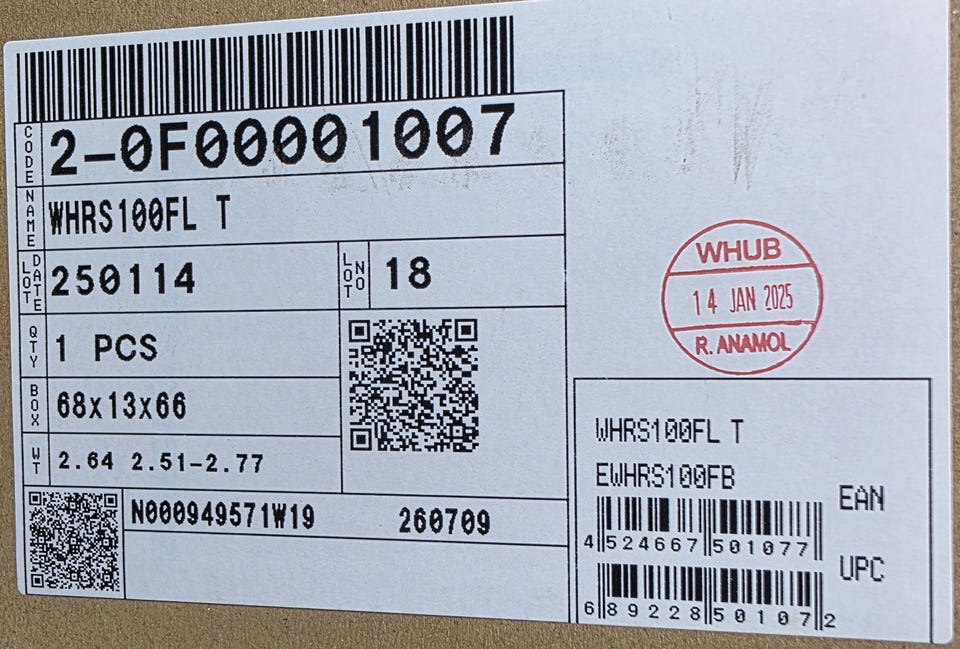 CODE 2-0F00001007
NAME WHRS100FL T
LOT DATE 250114 LOT NO 18
QTY 1 PCS
BOX 68x13x66
WT 2.64 2.51-2.77
N000949571W19 260709
WHUB
14 JAN 2025
R. ANAMOL
WHRS100FL T
EWHRS100FB
EAN
4 524667 501077
UPC
6 89228 50107 2